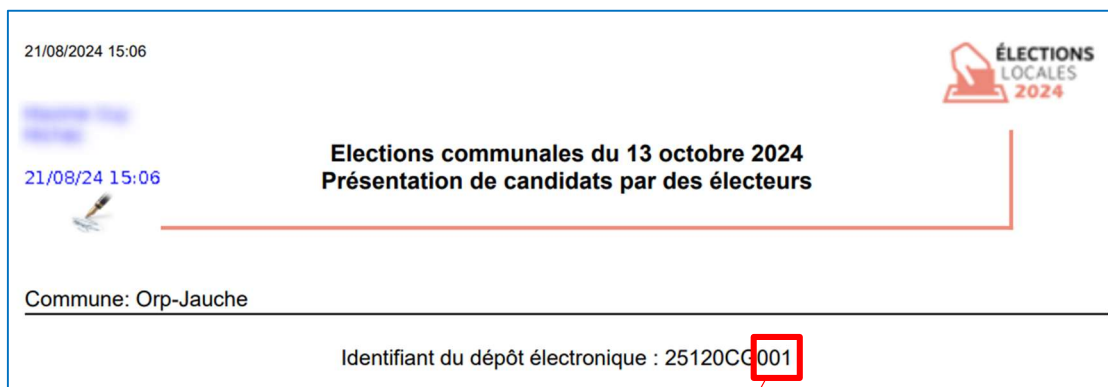 21/08/2024 15:06
ÉLECTIONS
LOCALES
2024
21/08/24 15:06
Elections communales du 13 octobre 2024
Présentation de candidats par des électeurs
Commune: Orp-Jauche
Identifiant du dépôt électronique : 25120CG001